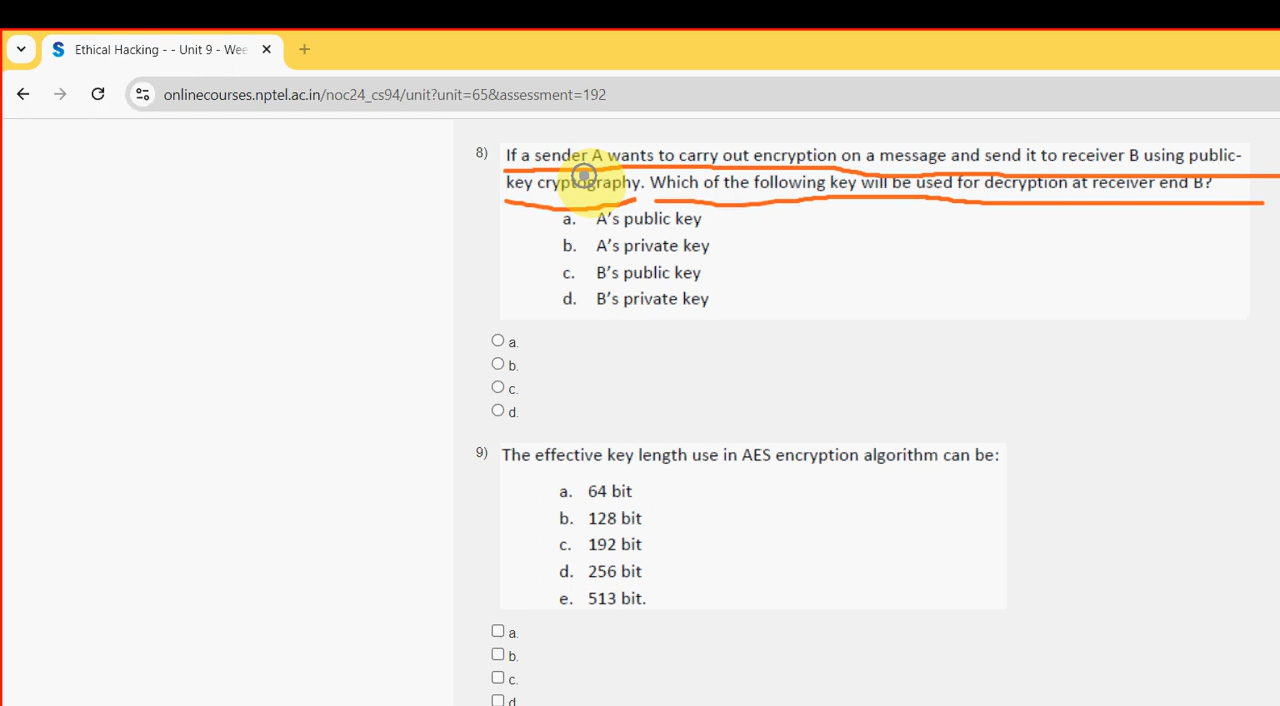 Ethical Hacking - - Unit 9 - Wee
onlinecourses.nptel.ac.in/noc24_cs94/unit?unit=65&assessment=192
8) If a sender A wants to carry out encryption on a message and send it to receiver B using public-
key cryptography. Which of the following key will be used for decryption at receiver end B?
a. A's public key
b. A's private key
c. B's public key
d. B's private key
a.
b.
c.
d.
9) The effective key length use in AES encryption algorithm can be:
a. 64 bit
b. 128 bit
c. 192 bit
d. 256 bit
e. 513 bit.
a.
b.
c.
d.